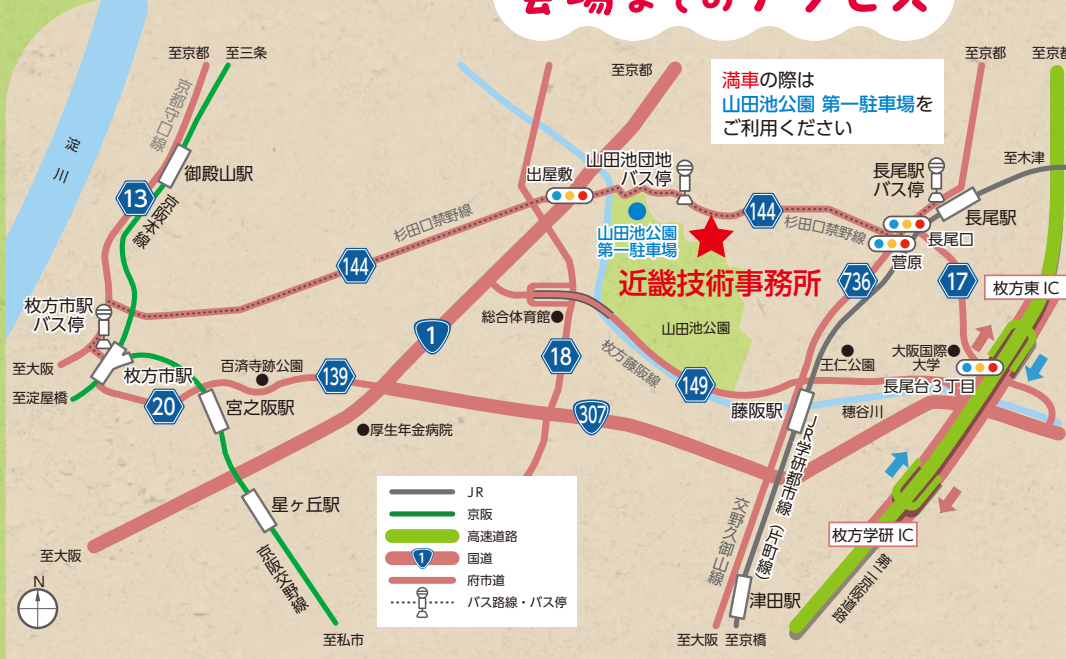 会場までのアクセス
至京都
至三条
至京都
至京都
至京都
満車の際は
山田池公園 第一駐車場を
ご利用ください
京都守口線
淀川
御殿山駅
13
京阪本線
出屋敷
山田池団地
バス停
長尾駅
バス停
至木津
長尾駅
杉田口禁野線
144
山田池公園
第一駐車場
144
杉田口禁野線
長尾口
菅原
近畿技術事務所
736
17
枚方東 IC
枚方市駅
バス停
総合体育館
山田池公園
1
18
枚方藤阪線
149
王仁公園
大阪国際
大学
長尾台3丁目
至大阪
枚方市駅
至淀屋橋
20
百済寺跡公園
139
宮之阪駅
307
藤阪駅
穂谷川
厚生年金病院
星ヶ丘駅
JR学研都市線(片町線)
交野久御山線
枚方学研 IC
第二京阪道路
至大阪
京阪交野線
津田駅
至私市
至大阪
至京橋
N
JR
京阪
高速道路
1
国道
府市道
バス路線・バス停